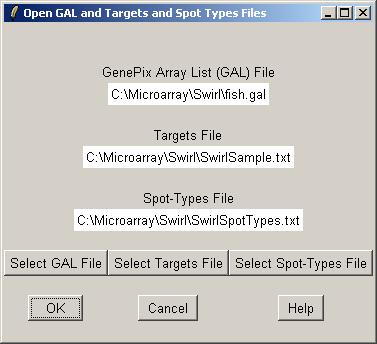 Open GAL and Targets and Spot Types Files
GenePix Array List (GAL) File
C:\Microarray\Swirl\fish.gal
Targets File
C:\Microarray\Swirl\SwirlSample.txt
Spot-Types File
C:\Microarray\Swirl\SwirlSpotTypes.txt
Select GAL File Select Targets File Select Spot-Types File
OK Cancel Help